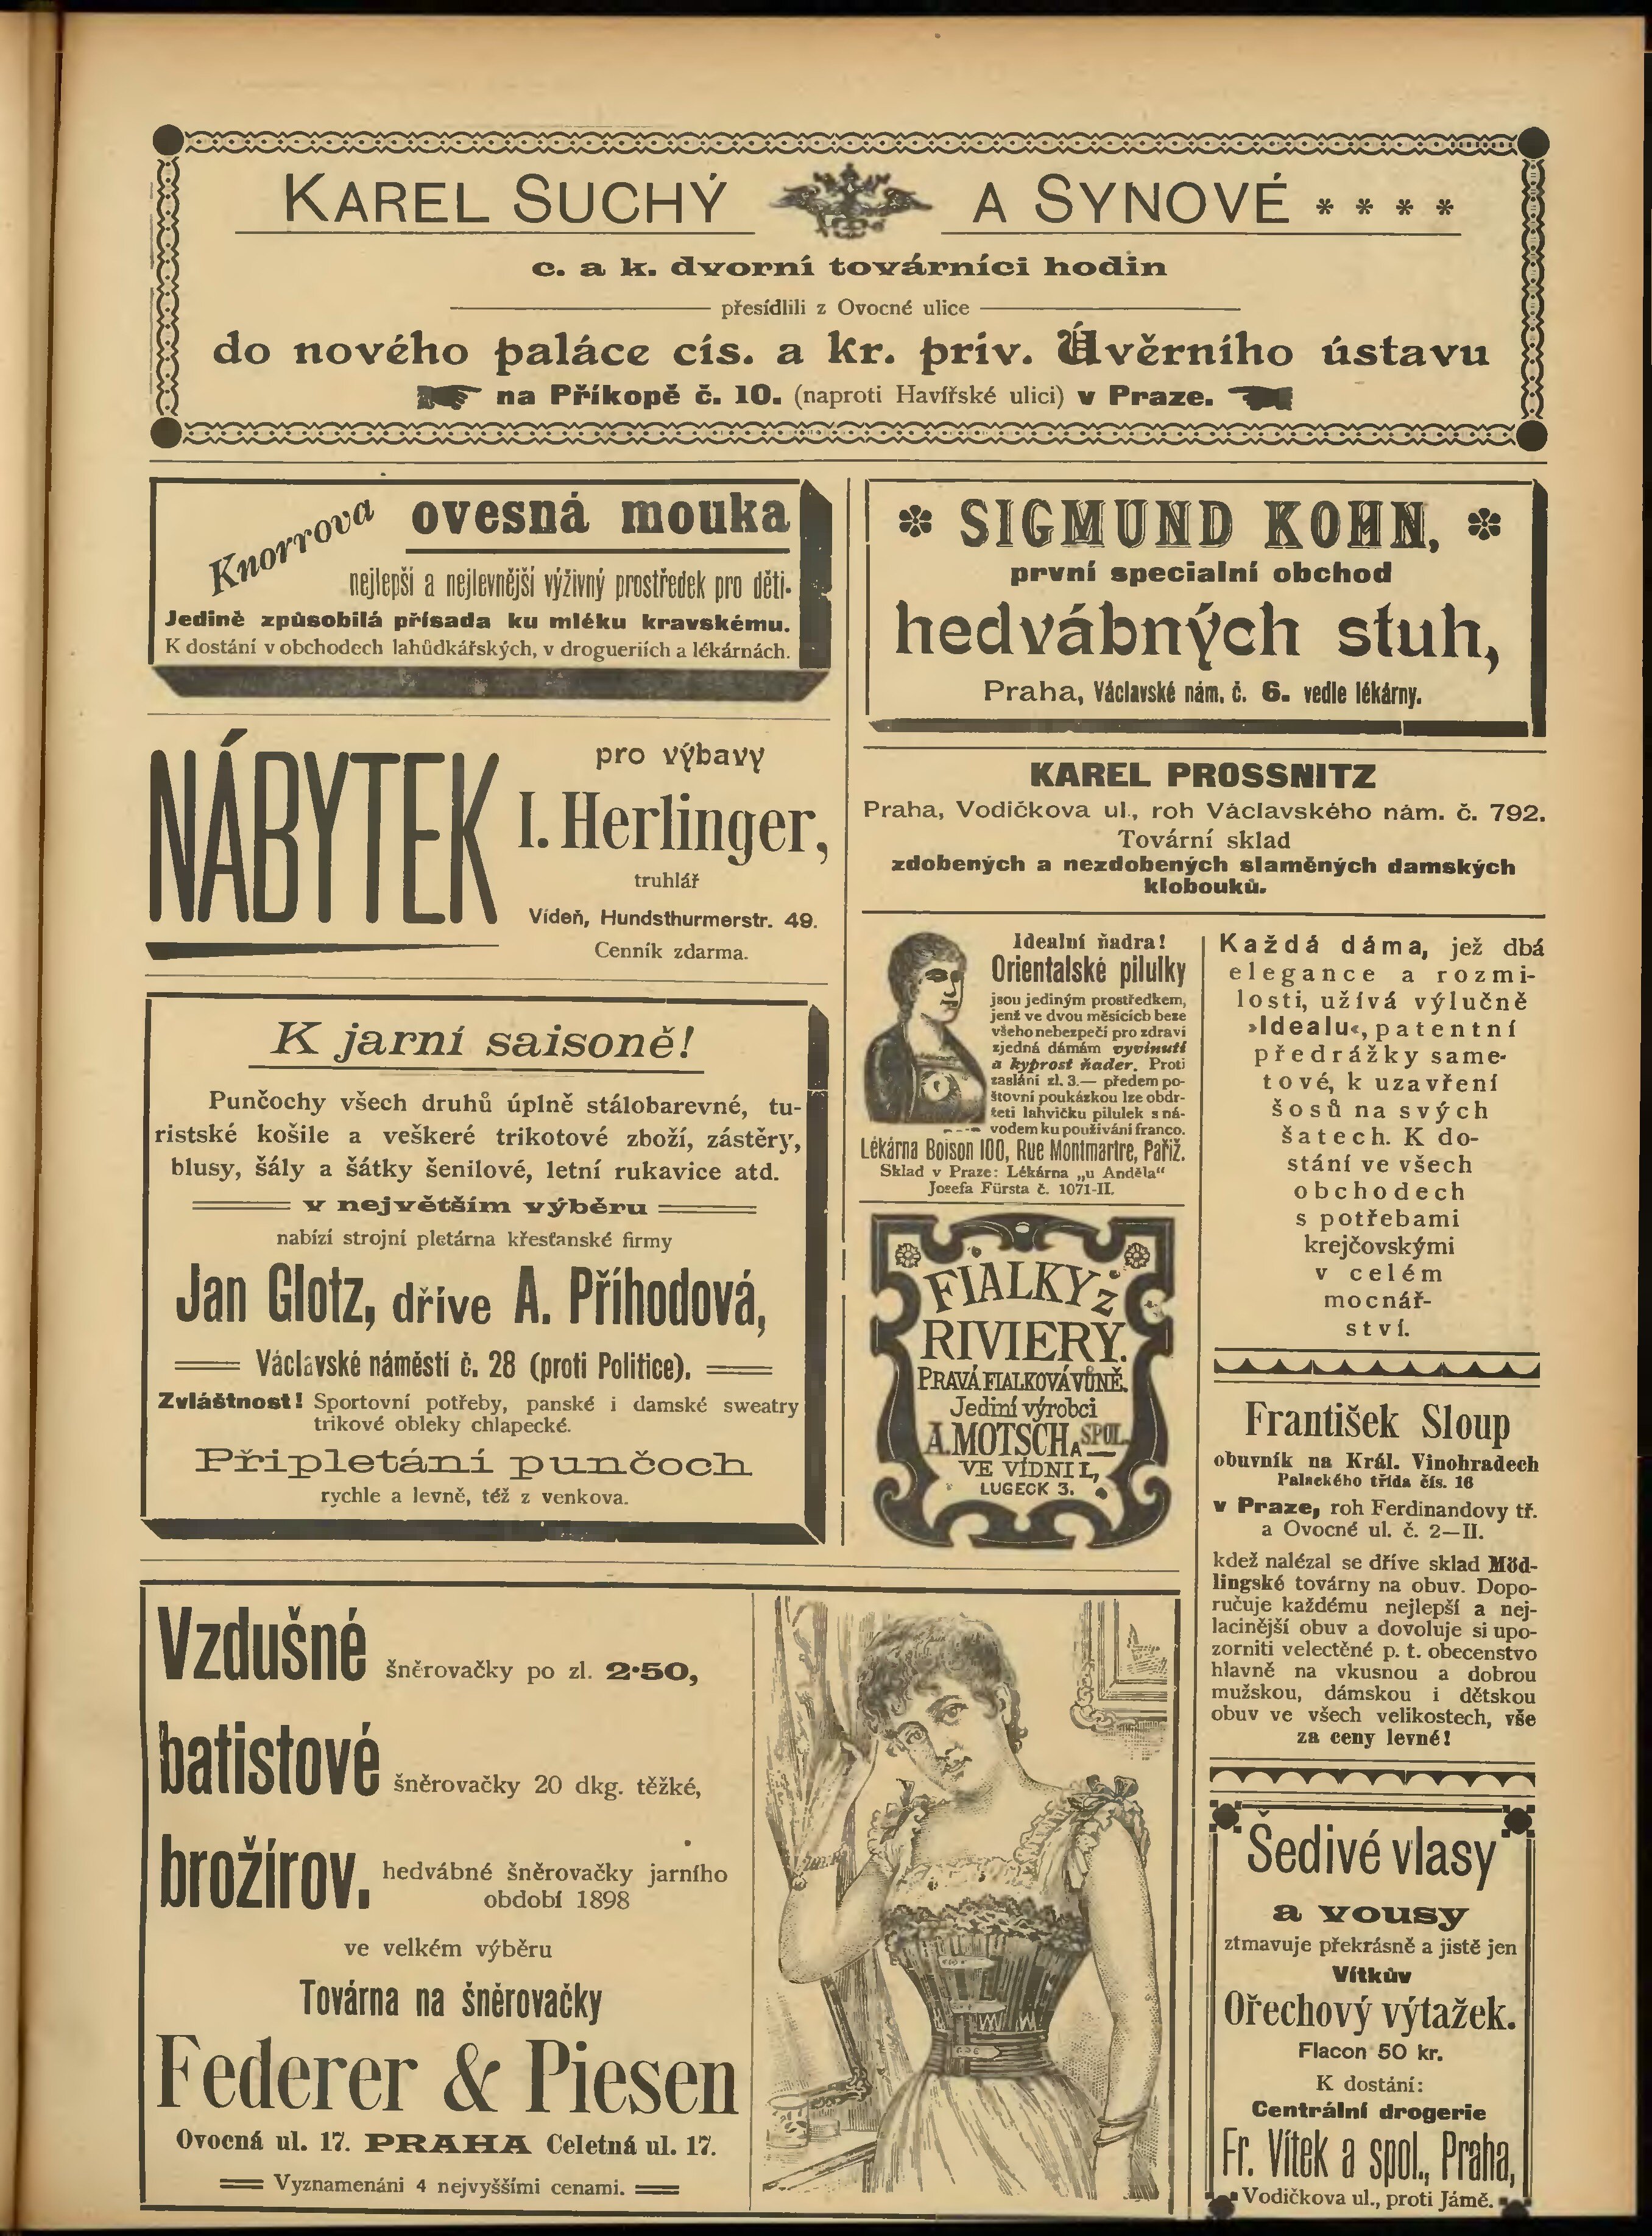 KAREL SUCHÝ A SYNOVÉ * * * *
c. a k. dvorní továrníci hodin
přesídlili z Ovocné ulice
do nového paláce cís. a kr. priv. Úvěrního ústavu
na Příkopě č. 10. (naproti Havířské ulici) v Praze.
Knorrova ovesná mouka
nejlepší a nejlevnější výživný prostředek pro děti.
Jedině způsobilá přísada ku mléku kravskému.
K dostání v obchodech lahůdkářských, v drogueriích a lékárnách.
NÁBYTEK
pro výbavy
I. Herlinger,
truhlář
Vídeň, Hundsthurmerstr. 49.
Cenník zdarma.
K jarní saisoně!
Punčochy všech druhů úplně stálobarevné, tu-
ristské košile a veškeré trikotové zboží, zástěry,
blusy, šály a šátky šenilové, letní rukavice atd.
v největším výběru
nabízí strojní pletárna křesťanské firmy
Jan Glotz, dříve A. Příhodová,
Václavské náměstí č. 28 (proti Politice).
Zvláštnost! Sportovní potřeby, panské i damské sweatry
trikové obleky chlapecké.
Připletání punčoch
rychle a levně, též z venkova.
SIGMUND KOHN,
první specialní obchod
hedvábných stuh,
Praha, Václavské nám. č. 6. vedle lékárny.
KAREL PROSSNITZ
Praha, Vodičkova ul., roh Václavského nám. č. 792.
Tovární sklad
zdobených a nezdobených slaměných damských
klobouků.
Idealní ňadra!
Orientalské pilulky
jsou jediným prostředkem,
jenž ve dvou měsících beze
všeho nebezpečí pro zdraví
zjedná dámám vyvinutí
a kyprost ňader. Proti
zaslání zl. 3.— předem po-
štovní poukázkou lze obdr-
žeti lahvičku pilulek s ná-
vodem ku používání franco.
Lékárna Boison 100, Rue Montmartre, Paříž.
Sklad v Praze: Lékárna „u Anděla“
Josefa Fürsta č. 1071-II.
FIALKY z
RIVIERY.
PRAVÁ FIALKOVÁ VŮNĚ.
Jediní výrobci
A. MOTSCH a SPOL.
VE VÍDNI I.,
LUGECK 3.
Každá dáma, jež dbá
elegance a rozmi-
losti, užívá výlučně
»Idealu«, patentní
předrážky same-
tové, k uzavření
šosů na svých
šatech. K do-
stání ve všech
obchodech
s potřebami
krejčovskými
v celém
mocnář-
ství.
František Sloup
obuvník na Král. Vinohradech
Palackého třída čís. 16
v Praze, roh Ferdinandovy tř.
a Ovocné ul. č. 2—II.
kdež nalézal se dříve sklad Möd-
lingské továrny na obuv. Dopo-
ručuje každému nejlepší a nej-
lacinější obuv a dovoluje si upo-
zorniti velectěné p. t. obecenstvo
hlavně na vkusnou a dobrou
mužskou, dámskou i dětskou
obuv ve všech velikostech, vše
za ceny levné!
Vzdušné šněrovačky po zl. 2·50,
batistové šněrovačky 20 dkg. těžké,
brožírov. hedvábné šněrovačky jarního
období 1898
ve velkém výběru
Továrna na šněrovačky
Federer & Piesen
Ovocná ul. 17. PRAHA Celetná ul. 17.
Vyznamenáni 4 nejvyššími cenami.
Šedivé vlasy
a vousy
ztmavuje překrásně a jistě jen
Vítkův
Ořechový výtažek.
Flacon 50 kr.
K dostání:
Centrální drogerie
Fr. Vítek a spol., Praha,
Vodičkova ul., proti Jámě.